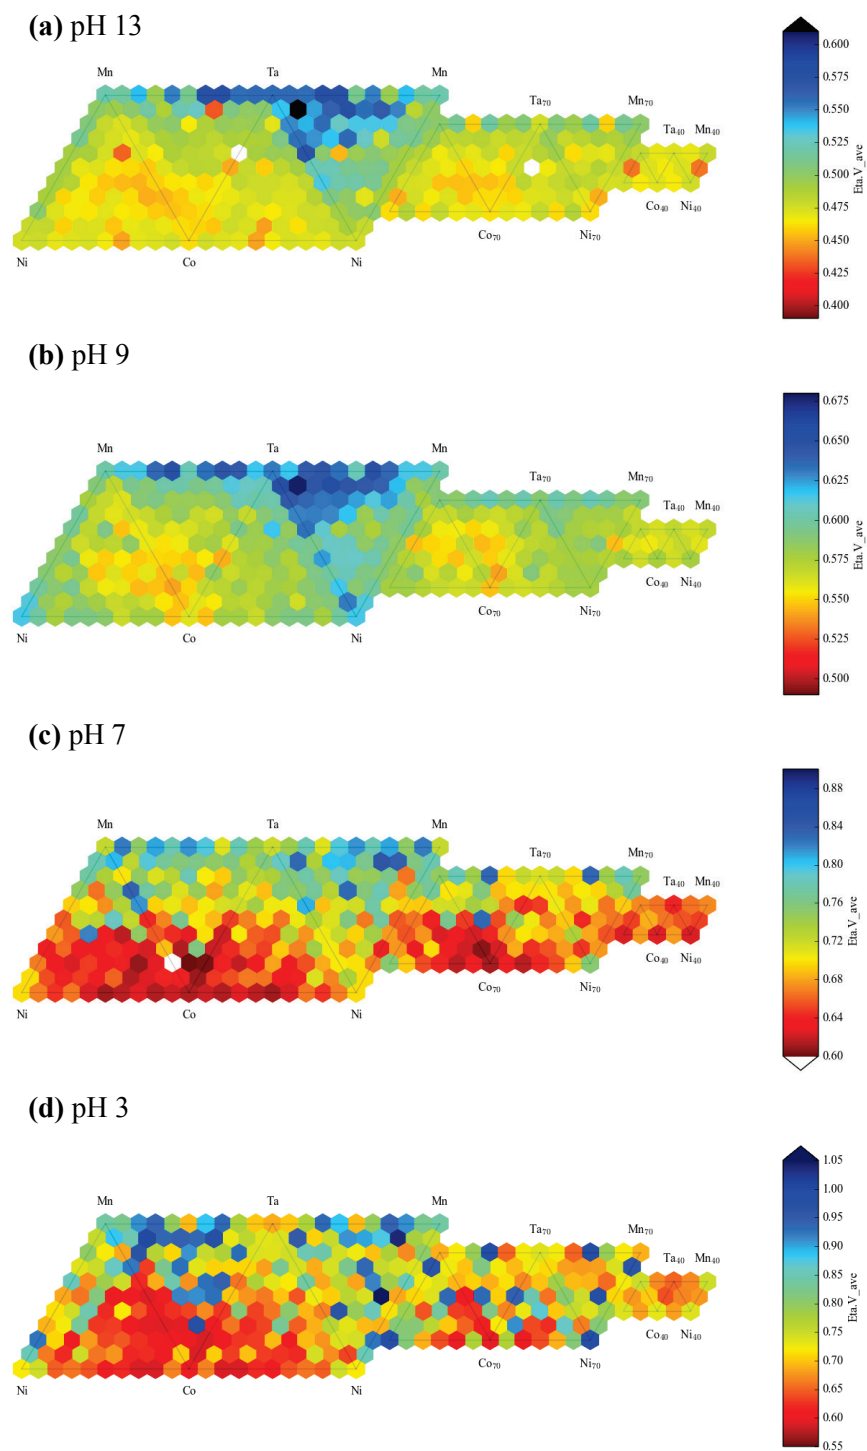 (a) pH 13
Mn Ta Mn
Ta70 Mn70
Ta40 Mn40
Co40 Ni40
Co70 Ni70
Ni Co Ni
0.600
0.575
0.550
0.525
0.500
0.475
0.450
0.425
0.400
Eta.V_ave
(b) pH 9
Mn Ta Mn
Ta70 Mn70
Ta40 Mn40
Co40 Ni40
Co70 Ni70
Ni Co Ni
0.675
0.650
0.625
0.600
0.575
0.550
0.525
0.500
Eta.V_ave
(c) pH 7
Mn Ta Mn
Ta70 Mn70
Ta40 Mn40
Co40 Ni40
Co70 Ni70
Ni Co Ni
0.88
0.84
0.80
0.76
0.72
0.68
0.64
0.60
Eta.V_ave
(d) pH 3
Mn Ta Mn
Ta70 Mn70
Ta40 Mn40
Co40 Ni40
Co70 Ni70
Ni Co Ni
1.05
1.00
0.95
0.90
0.85
0.80
0.75
0.70
0.65
0.60
0.55
Eta.V_ave